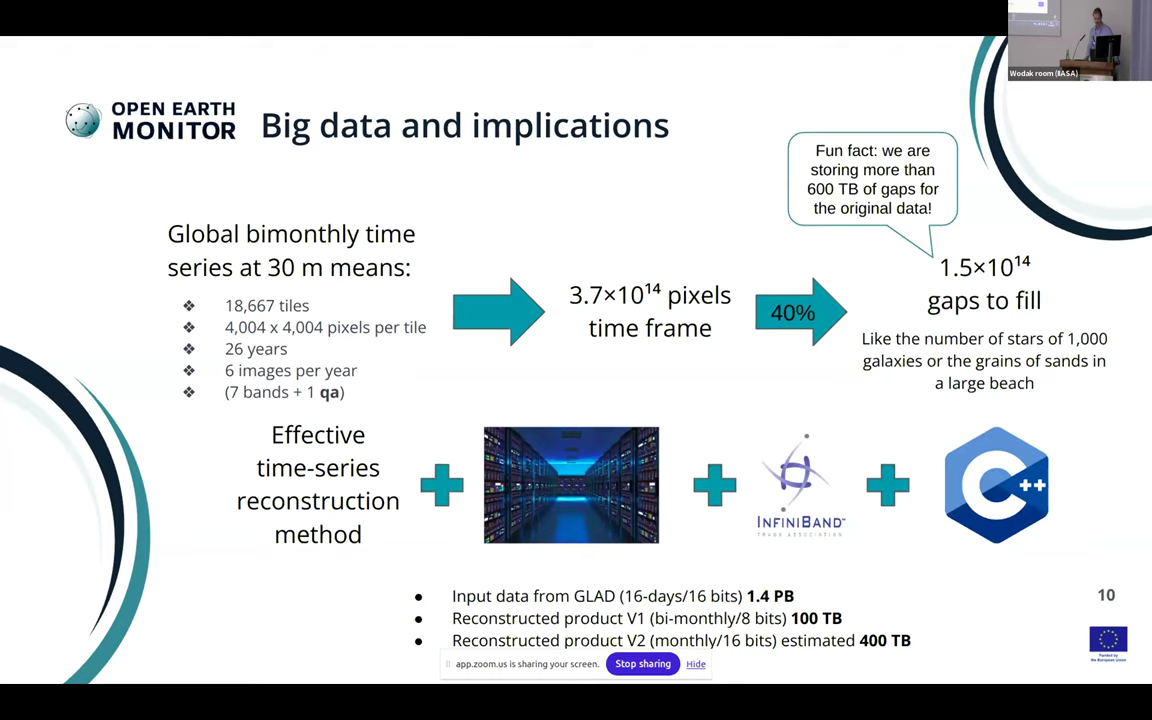 Wodak room (IIASA)
OPEN EARTH
MONITOR
Big data and implications
Fun fact: we are
storing more than
600 TB of gaps for
the original data!
Global bimonthly time
series at 30 m means:
❖ 18,667 tiles
❖ 4,004 x 4,004 pixels per tile
❖ 26 years
❖ 6 images per year
❖ (7 bands + 1 qa)
3.7×10¹⁴ pixels
time frame
40%
1.5×10¹⁴
gaps to fill
Like the number of stars of 1,000
galaxies or the grains of sands in
a large beach
Effective
time-series
reconstruction
method
INFINIBAND™
TRADE ASSOCIATION
C++
● Input data from GLAD (16-days/16 bits) 1.4 PB
● Reconstructed product V1 (bi-monthly/8 bits) 100 TB
● Reconstructed product V2 (monthly/16 bits) estimated 400 TB
10
Funded by
the European Union
app.zoom.us is sharing your screen. Stop sharing Hide